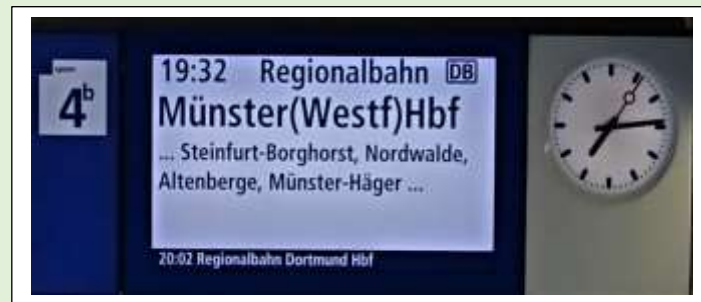 spoor
4b
19:32 Regionalbahn DB
Münster(Westf)Hbf
... Steinfurt-Borghorst, Nordwalde,
Altenberge, Münster-Häger ...
20:02 Regionalbahn Dortmund Hbf